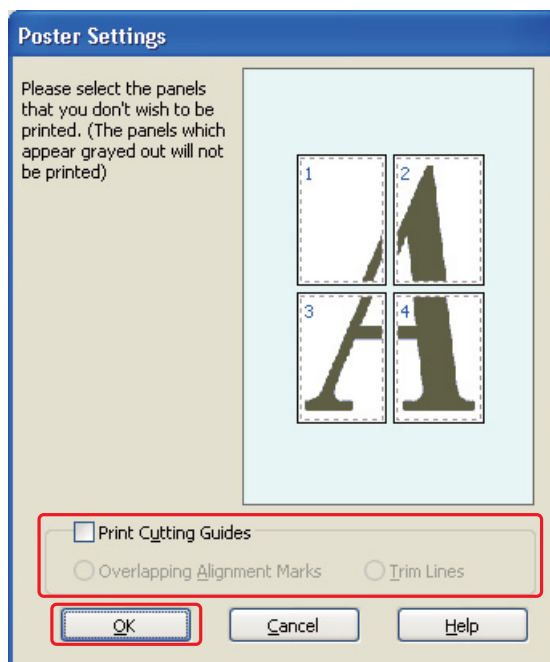 Poster Settings
Please select the panels
that you don't wish to be
printed. (The panels which
appear grayed out will not
be printed)
1 2
3 4
Print Cutting Guides
Overlapping Alignment Marks Trim Lines
OK Cancel Help